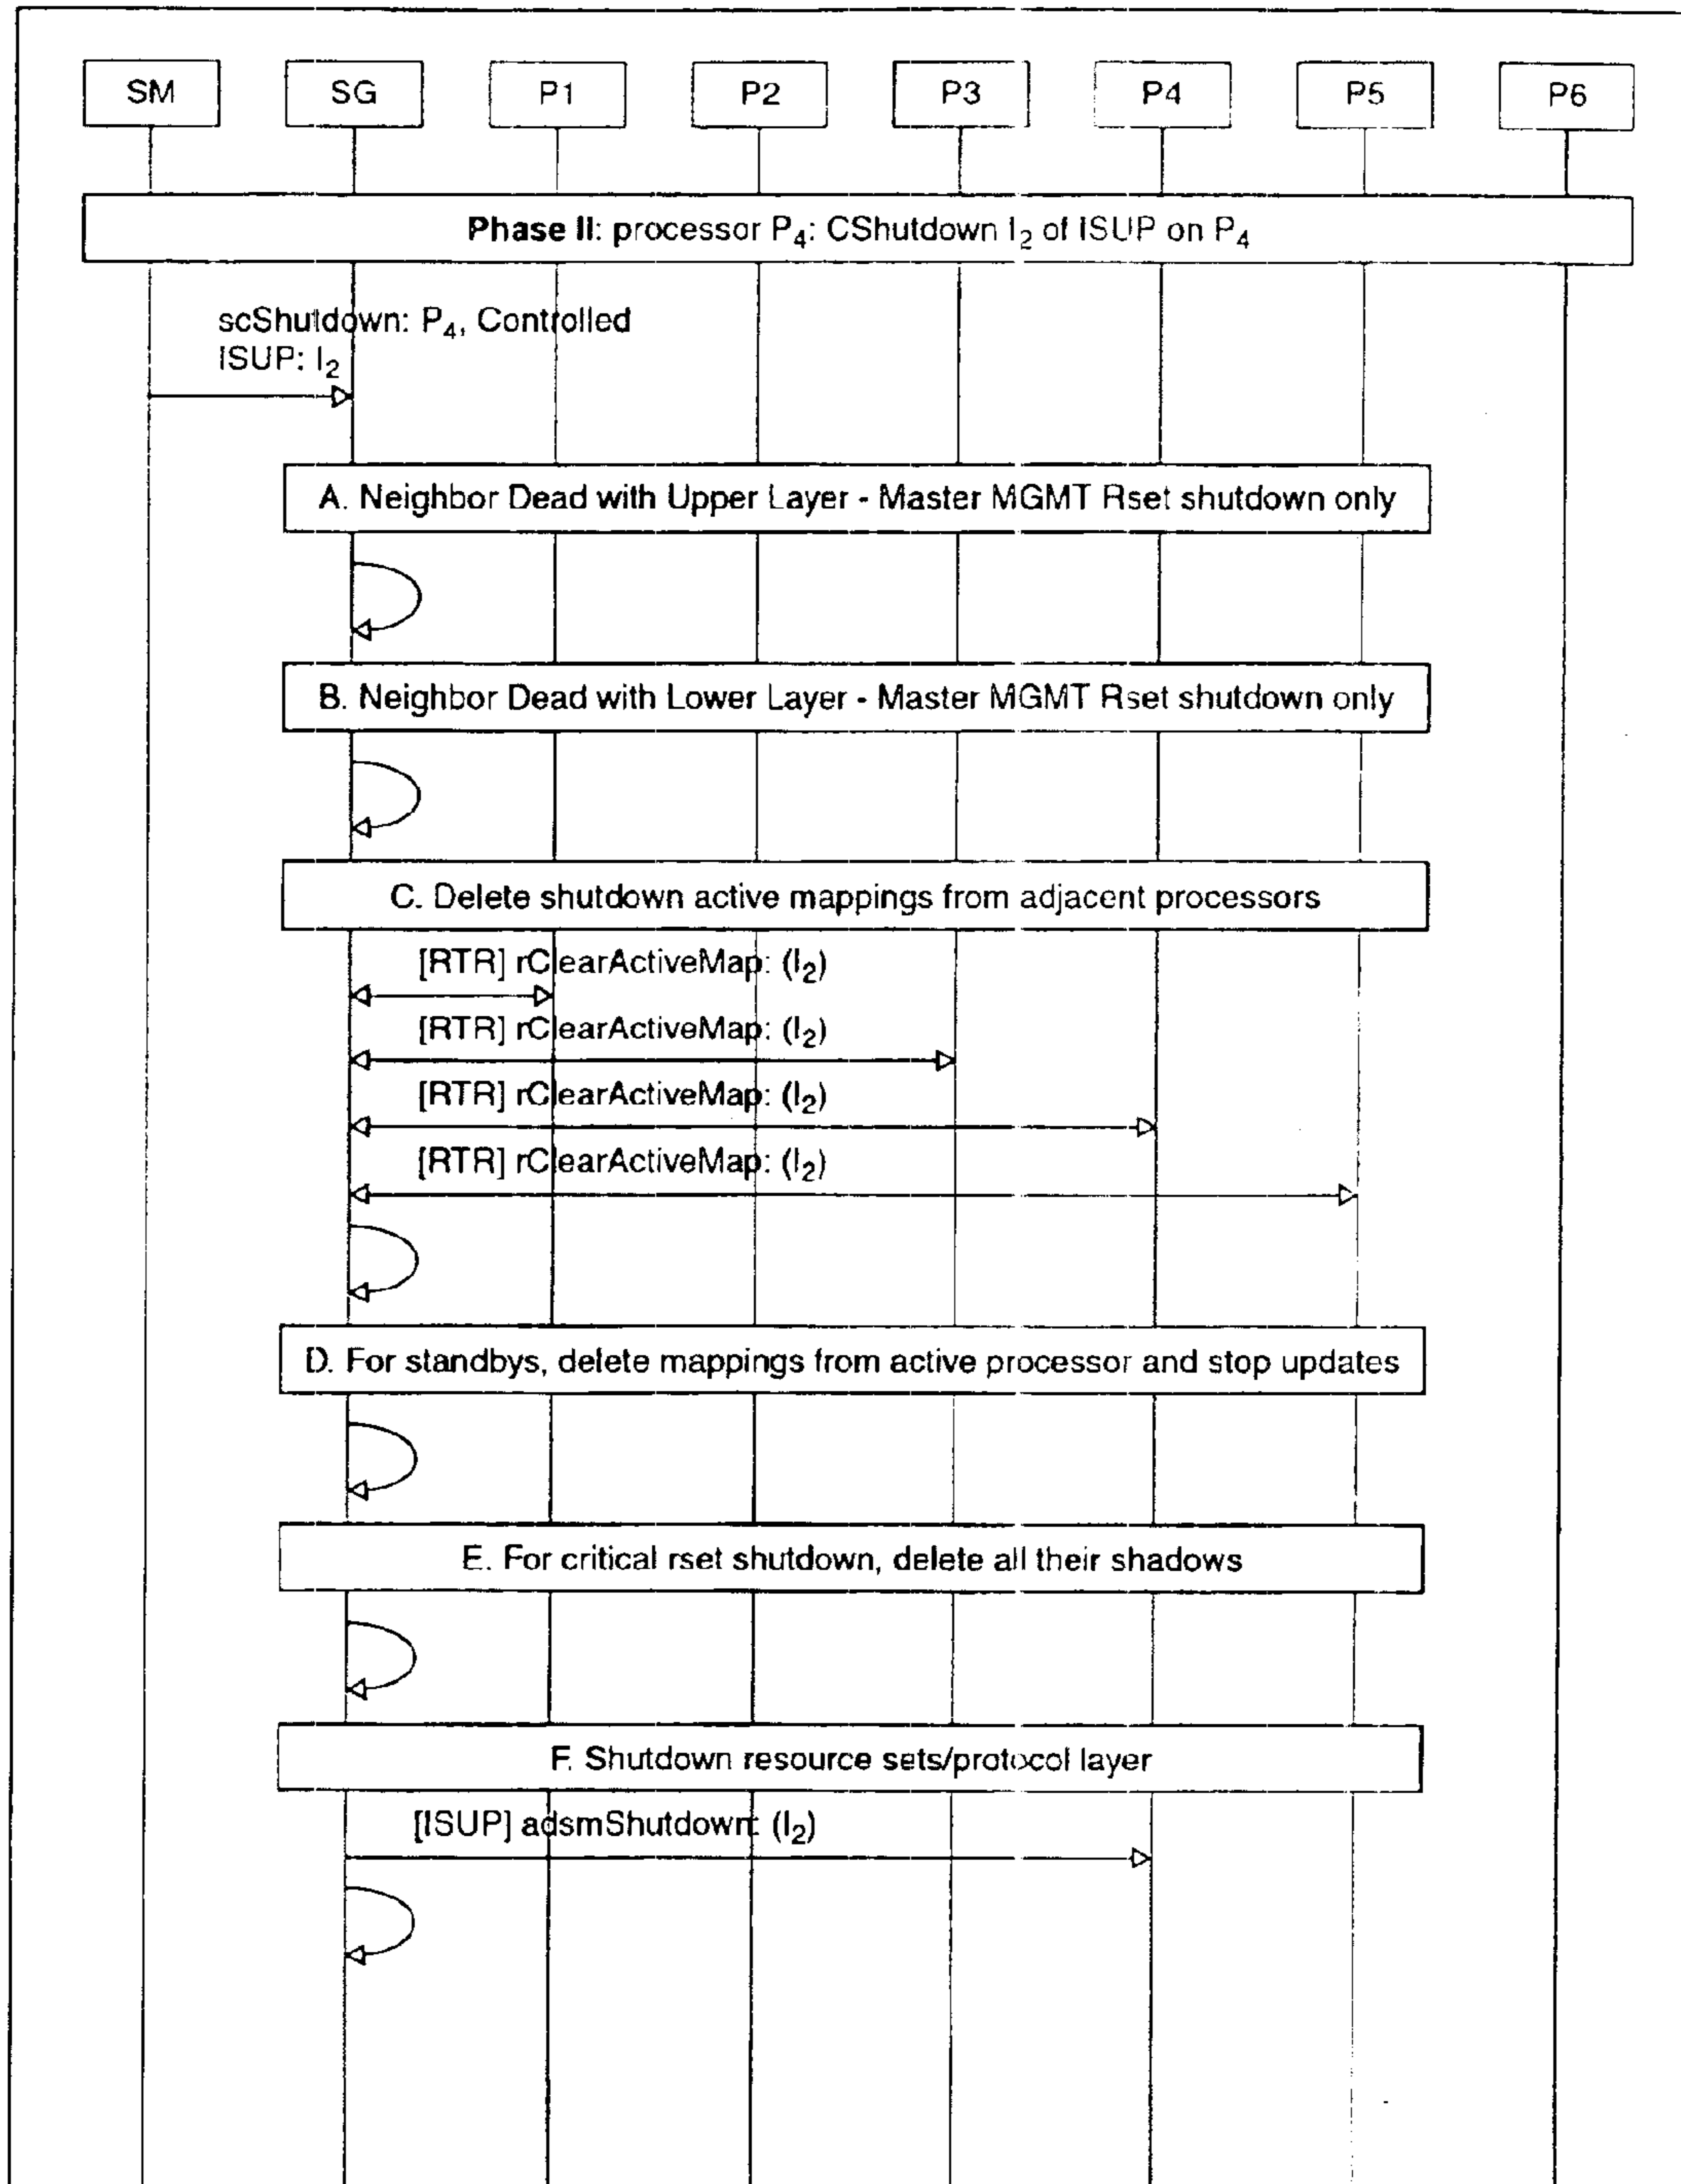 SM SG P1 P2 P3 P4 P5 P6
Phase II: processor P₄: CShutdown I₂ of ISUP on P₄
scShutdown: P₄, Controlled
ISUP: I₂
A. Neighbor Dead with Upper Layer - Master MGMT Rset shutdown only
B. Neighbor Dead with Lower Layer - Master MGMT Rset shutdown only
C. Delete shutdown active mappings from adjacent processors
[RTR] rClearActiveMap: (I₂)
[RTR] rClearActiveMap: (I₂)
[RTR] rClearActiveMap: (I₂)
[RTR] rClearActiveMap: (I₂)
D. For standbys, delete mappings from active processor and stop updates
E. For critical rset shutdown, delete all their shadows
F. Shutdown resource sets/protocol layer
[ISUP] adsmShutdown: (I₂)